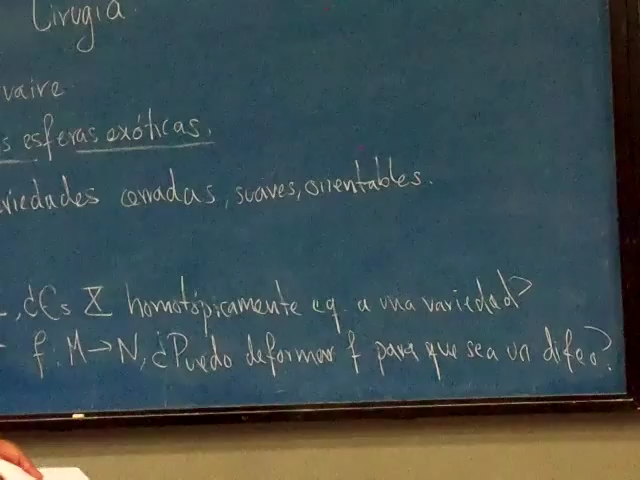 Cirugía
vaire
s esferas exóticas.
riedades cerradas, suaves, orientables.
, ¿Es X homotópicamente eq. a una variedad?
f: M→N, ¿Puedo deformar f para que sea un difeo?